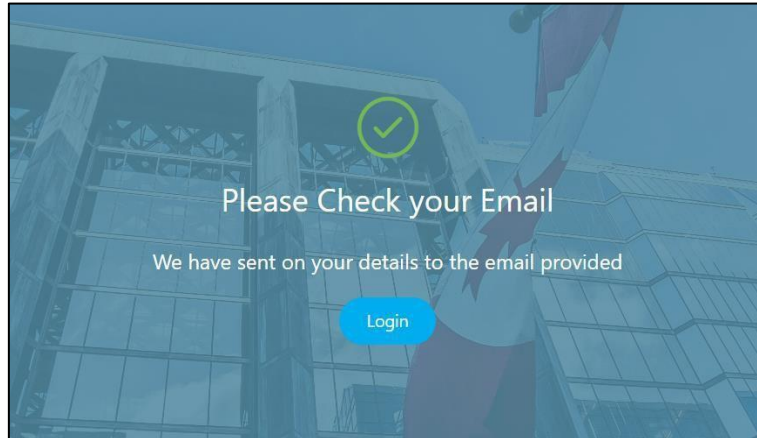 Please Check your Email
We have sent on your details to the email provided
Login